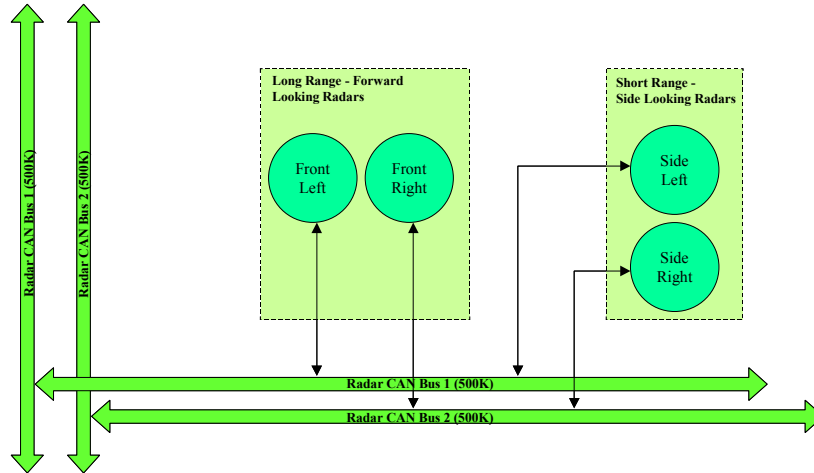 Radar CAN Bus 1 (500K)
Radar CAN Bus 2 (500K)
Long Range - Forward
Looking Radars
Front
Left
Front
Right
Short Range -
Side Looking Radars
Side
Left
Side
Right
Radar CAN Bus 1 (500K)
Radar CAN Bus 2 (500K)